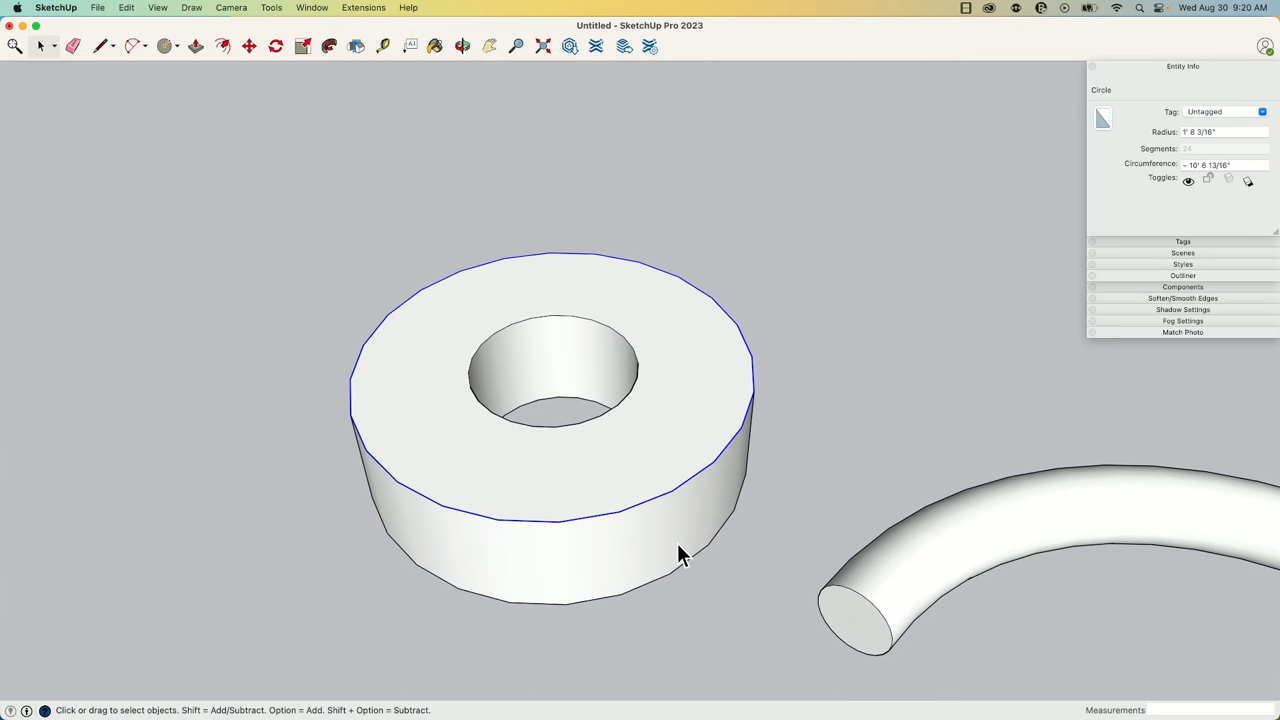 SketchUp File Edit View Draw Camera Tools Window Extensions Help Wed Aug 30 9:20 AM
Untitled - SketchUp Pro 2023
A1
Entity Info
Circle
Tag: Untagged
Radius: 1' 8 3/16"
Segments: 24
Circumference: ~ 10' 6 13/16"
Toggles:
Tags
Scenes
Styles
Outliner
Components
Soften/Smooth Edges
Shadow Settings
Fog Settings
Match Photo
Click or drag to select objects. Shift = Add/Subtract. Option = Add. Shift + Option = Subtract. Measurements